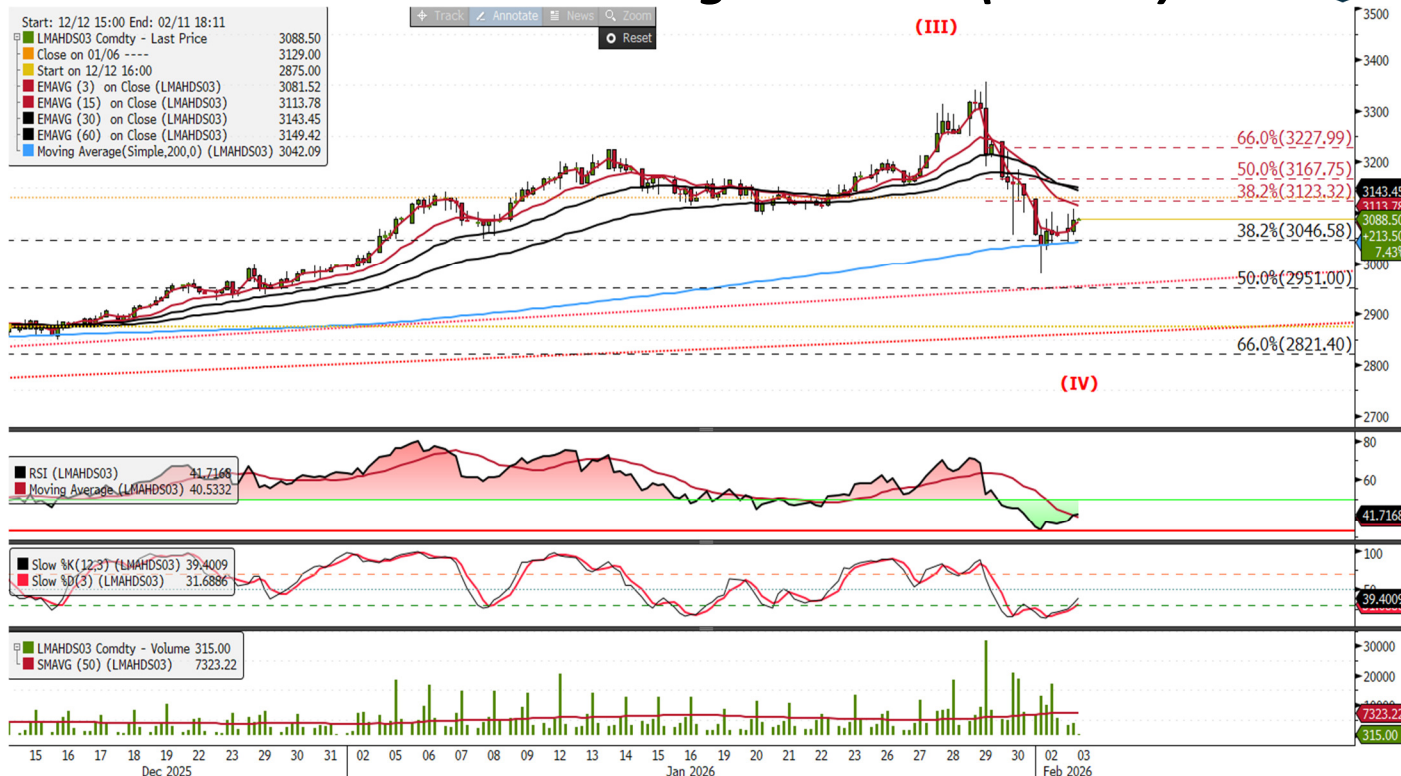 Start: 12/12 15:00 End: 02/11 18:11
LMAHDS03 Comdty - Last Price 3088.50
Close on 01/06 ---- 3129.00
Start on 12/12 16:00 2875.00
EMAVG (3) on Close (LMAHDS03) 3081.52
EMAVG (15) on Close (LMAHDS03) 3113.78
EMAVG (30) on Close (LMAHDS03) 3143.45
EMAVG (60) on Close (LMAHDS03) 3149.42
Moving Average(Simple,200,0) (LMAHDS03) 3042.09
Track Annotate News Zoom
Reset
(III)
3500
3400
3300
66.0%(3227.99)
3200
50.0%(3167.75)
38.2%(3123.32)
3143.45
3113.78
3088.50
+213.50
7.43%
38.2%(3046.58)
3000
50.0%(2951.00)
2900
66.0%(2821.40)
2800
(IV)
2700
RSI (LMAHDS03) 41.7168
Moving Average (LMAHDS03) 40.5332
80
60
41.7168
Slow %K(12,3) (LMAHDS03) 39.4009
Slow %D(3) (LMAHDS03) 31.6886
100
50
39.4009
LMAHDS03 Comdty - Volume 315.00
SMAVG (50) (LMAHDS03) 7323.22
30000
20000
7323.22
315.00
15 16 17 18 19 22 23 24 29 30 31 02 05 06 07 08 09 12 13 14 15 16 19 20 21 22 23 26 27 28 29 30 02 03
Dec 2025 Jan 2026 Feb 2026